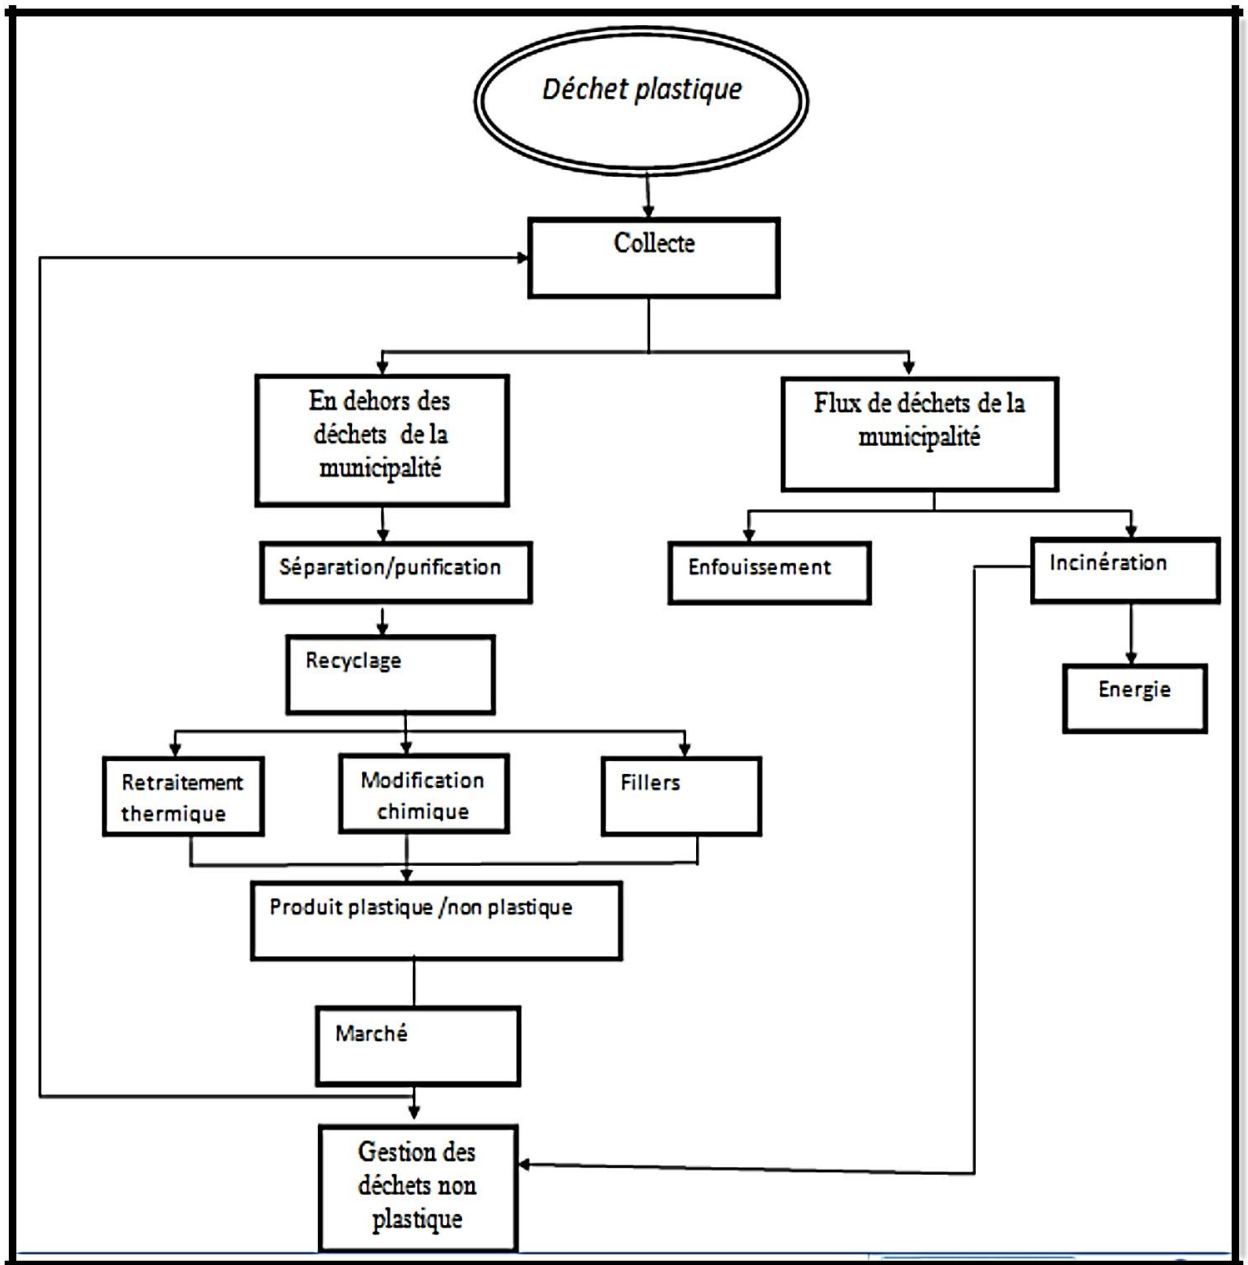 Déchet plastique
Collecte
En dehors des
déchets de la
municipalité
Flux de déchets de la
municipalité
Séparation/purification
Enfouissement
Incinération
Recyclage
Energie
Retraitement
thermique
Modification
chimique
Fillers
Produit plastique /non plastique
Marché
Gestion des
déchets non
plastique